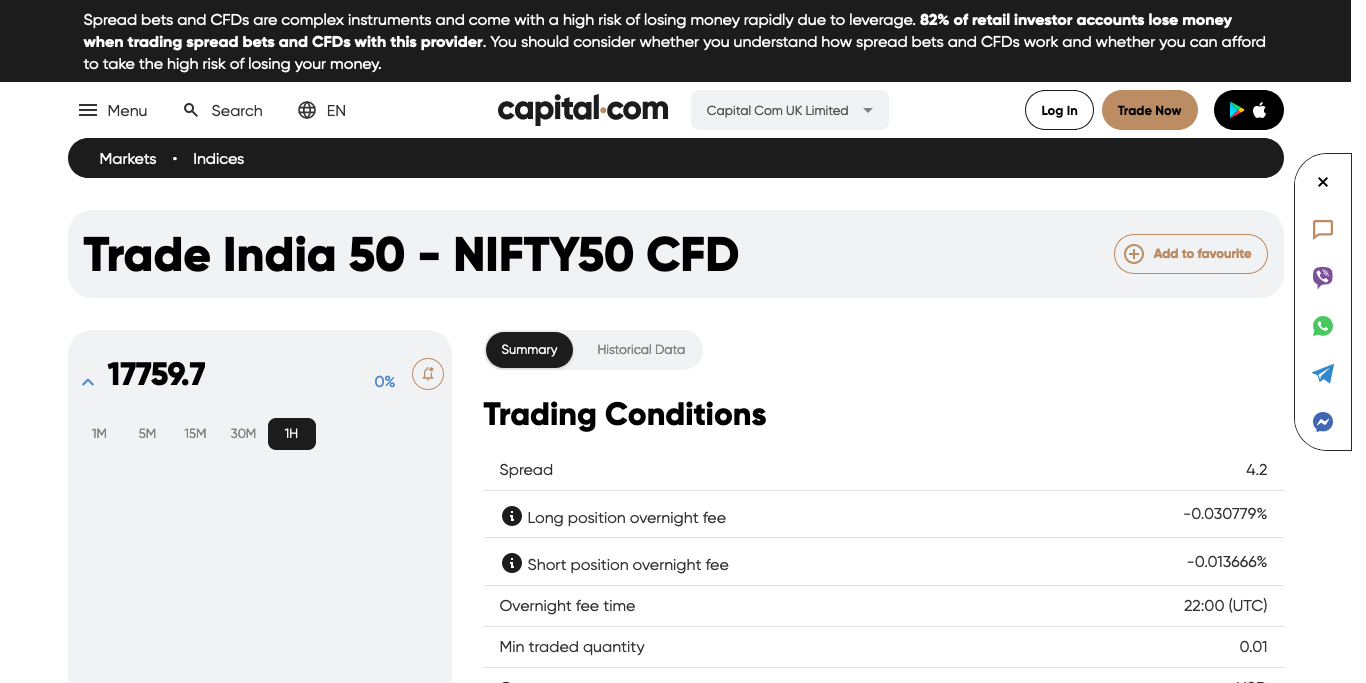 Spread bets and CFDs are complex instruments and come with a high risk of losing money rapidly due to leverage. 82% of retail investor accounts lose money
when trading spread bets and CFDs with this provider. You should consider whether you understand how spread bets and CFDs work and whether you can afford
to take the high risk of losing your money.
Menu Search EN capital.com Capital Com UK Limited Log In Trade Now
Markets • Indices
Trade India 50 - NIFTY50 CFD
Add to favourite
17759.7 0%
1M 5M 15M 30M 1H
Summary Historical Data
Trading Conditions
Spread 4.2
Long position overnight fee -0.030779%
Short position overnight fee -0.013666%
Overnight fee time 22:00 (UTC)
Min traded quantity 0.01